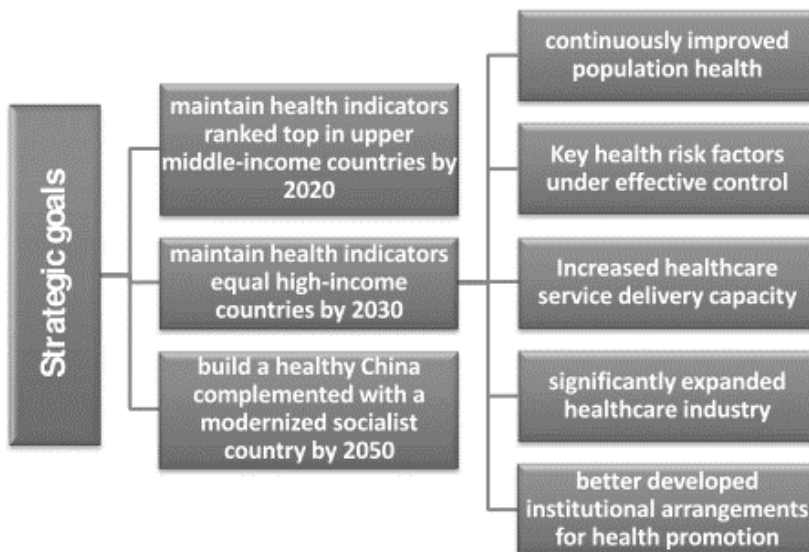 Strategic goals
maintain health indicators
ranked top in upper
middle-income countries by
2020
maintain health indicators
equal high-income
countries by 2030
build a healthy China
complemented with a
modernized socialist
country by 2050
continuously improved
population health
Key health risk factors
under effective control
Increased healthcare
service delivery capacity
significantly expanded
healthcare industry
better developed
institutional arrangements
for health promotion